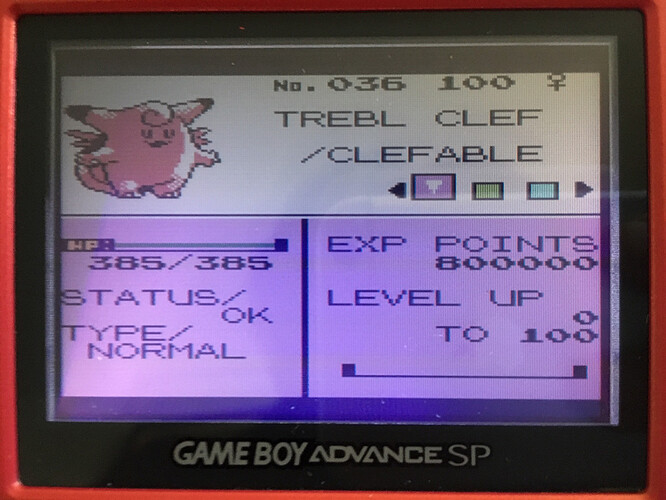 No. 036 100 ♀
TREBL CLEF
/CLEFABLE
HP:
385/385
STATUS/
OK
TYPE/
NORMAL
EXP POINTS
800000
LEVEL UP
0
TO 100
GAME BOY ADVANCE SP